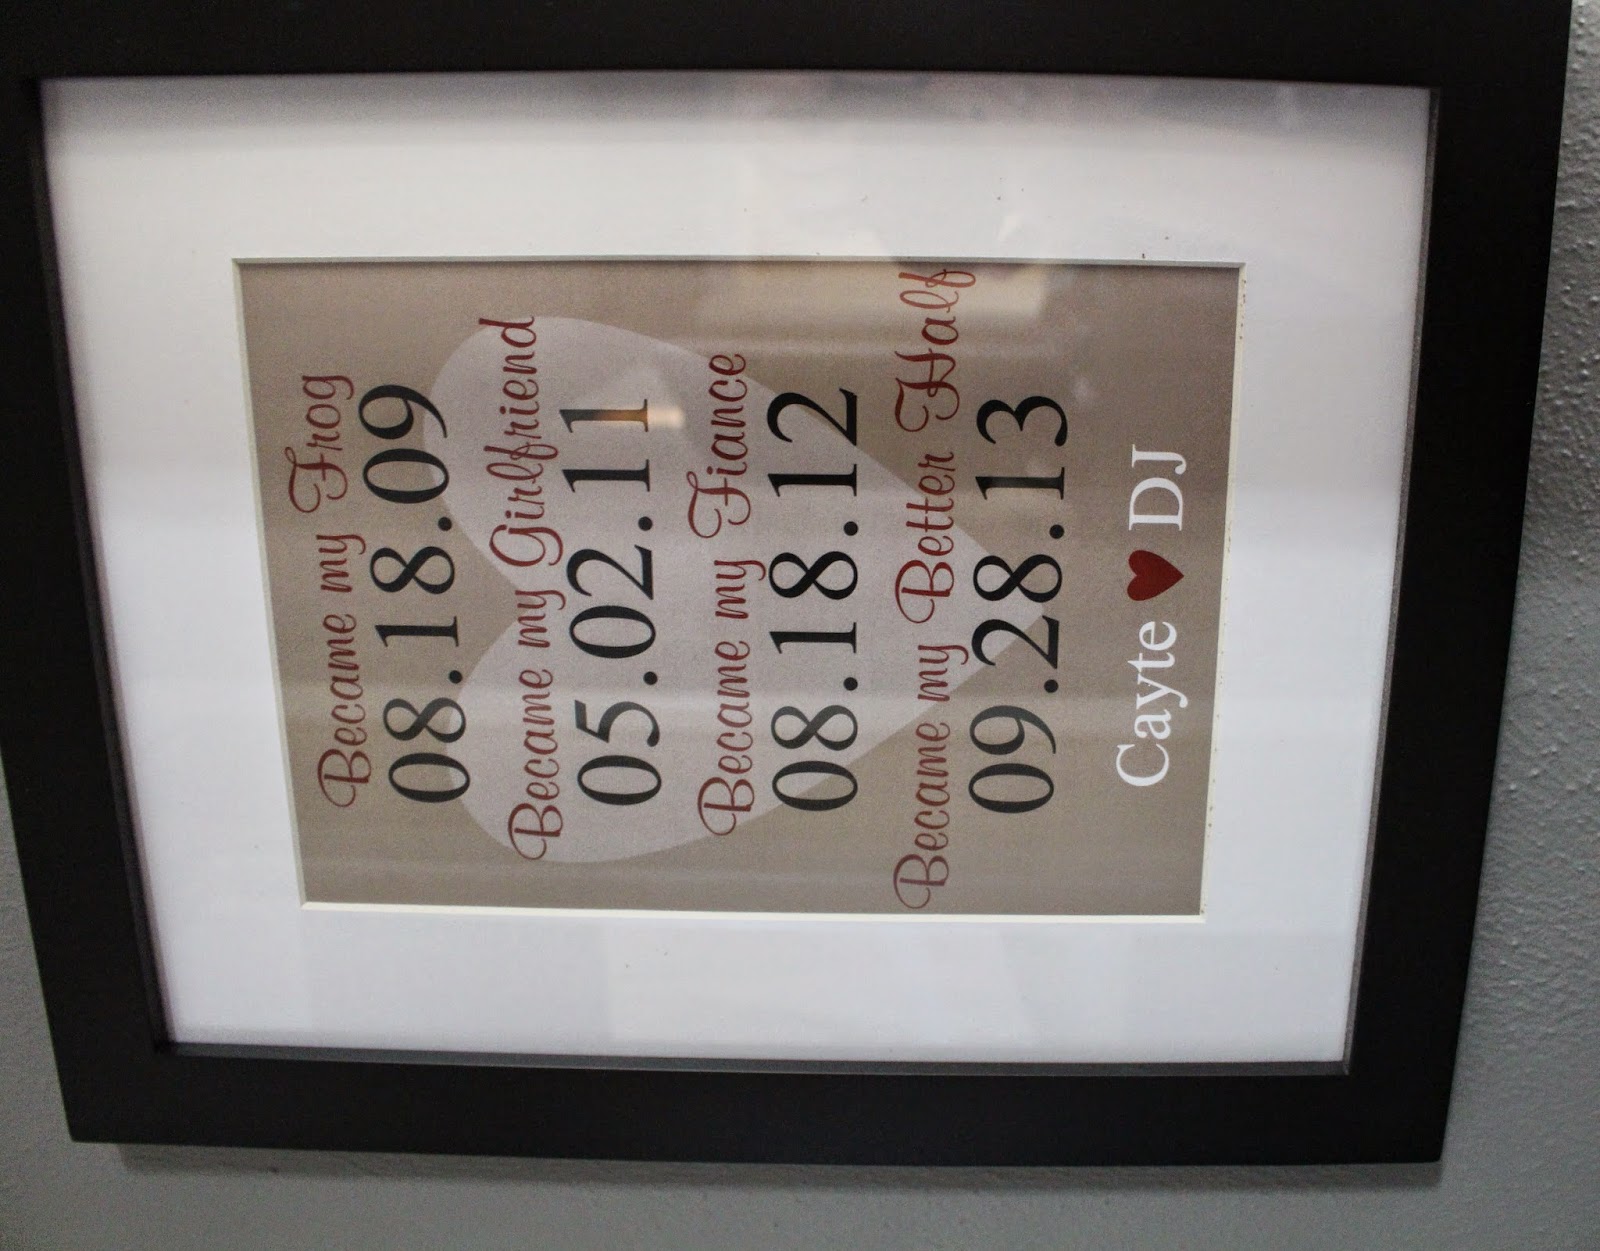 Became my Frog
08.18.09
Became my Girlfriend
05.02.11
Became my Fiance
08.18.12
Became my Better Half
09.28.13
Cayte ♥ DJ